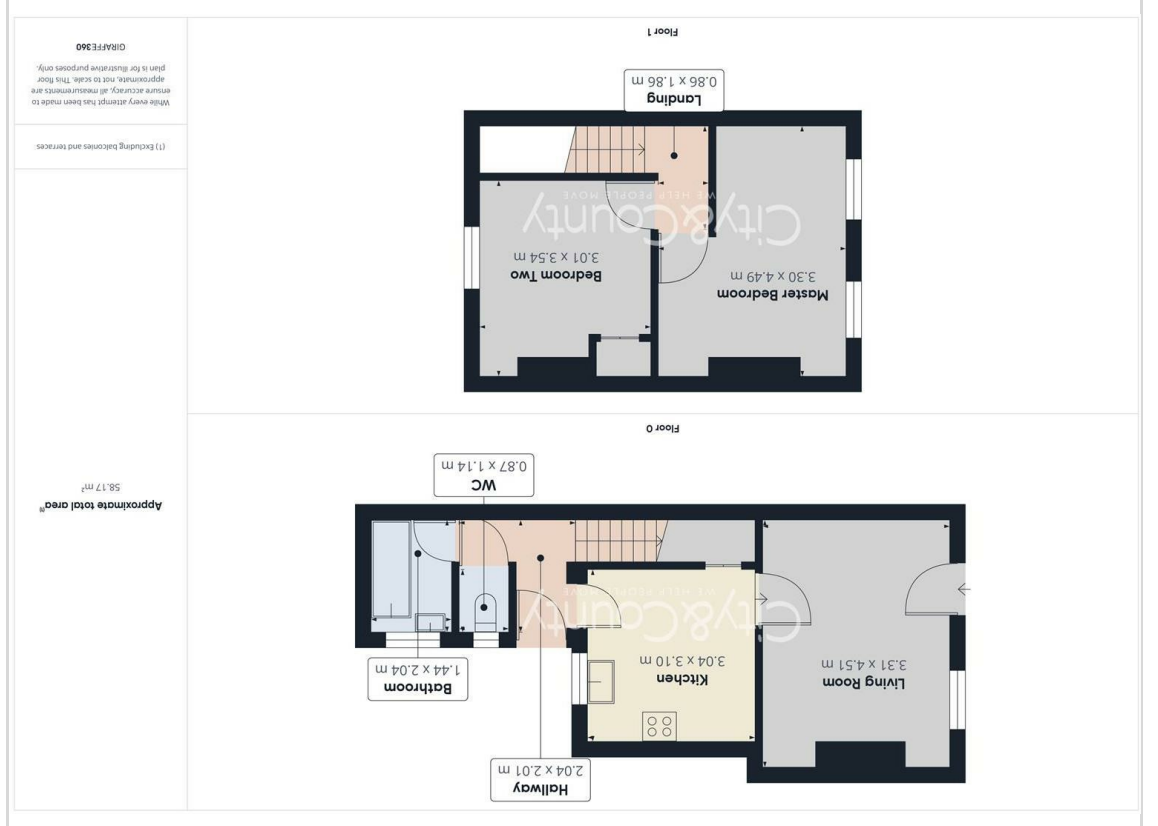 Floor 0
Hallway
2.04 x 2.01 m
Living Room
3.31 x 4.51 m
Kitchen
3.04 x 3.10 m
Bathroom
1.44 x 2.04 m
City&County
WE HELP PEOPLE MOVE
WC
0.87 x 1.14 m
Floor 1
Master Bedroom
3.30 x 4.49 m
Bedroom Two
3.01 x 3.54 m
City&County
WE HELP PEOPLE MOVE
Landing
0.86 x 1.86 m
Approximate total area⁽¹⁾
58.17 m²
(1) Excluding balconies and terraces
While every attempt has been made to
ensure accuracy, all measurements are
approximate, not to scale. This floor
plan is for illustrative purposes only.
GIRAFFE360